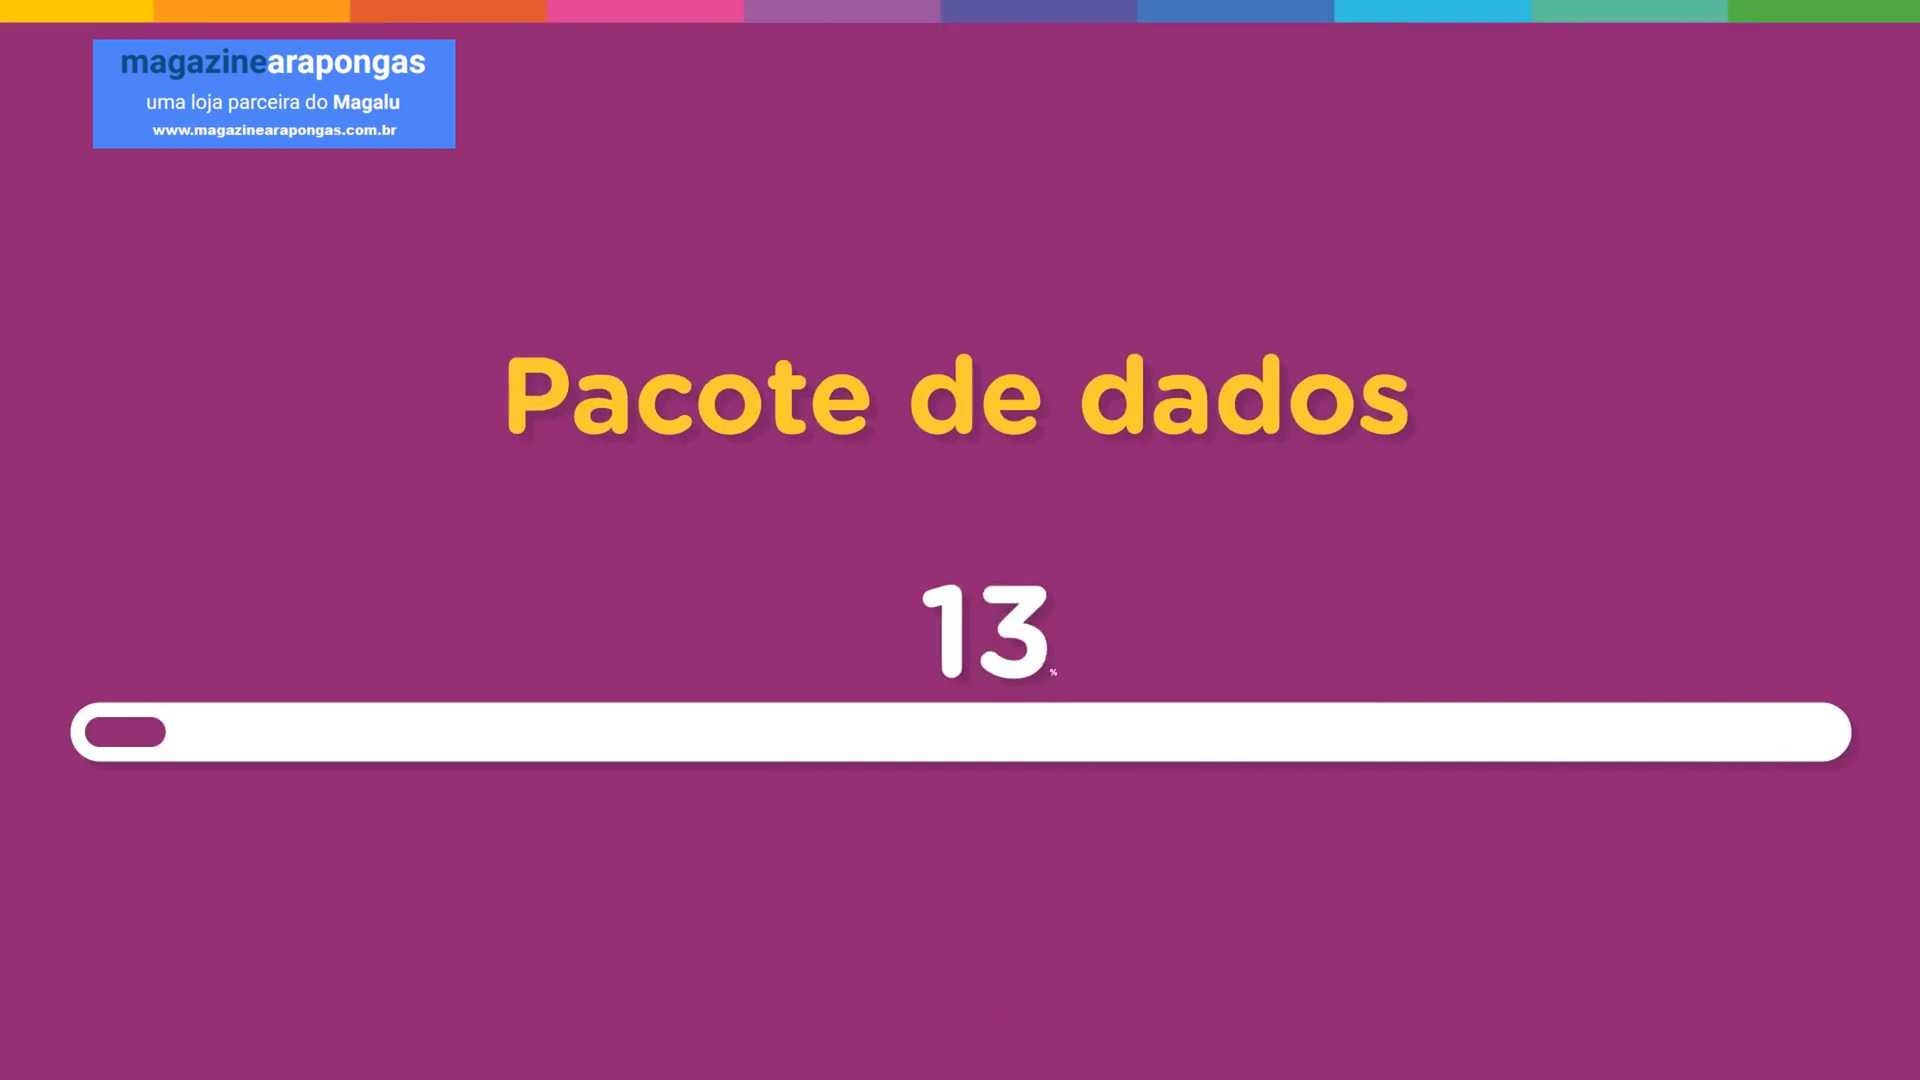 magazinearapongas
uma loja parceira do Magalu
www.magazinearapongas.com.br
Pacote de dados
13%